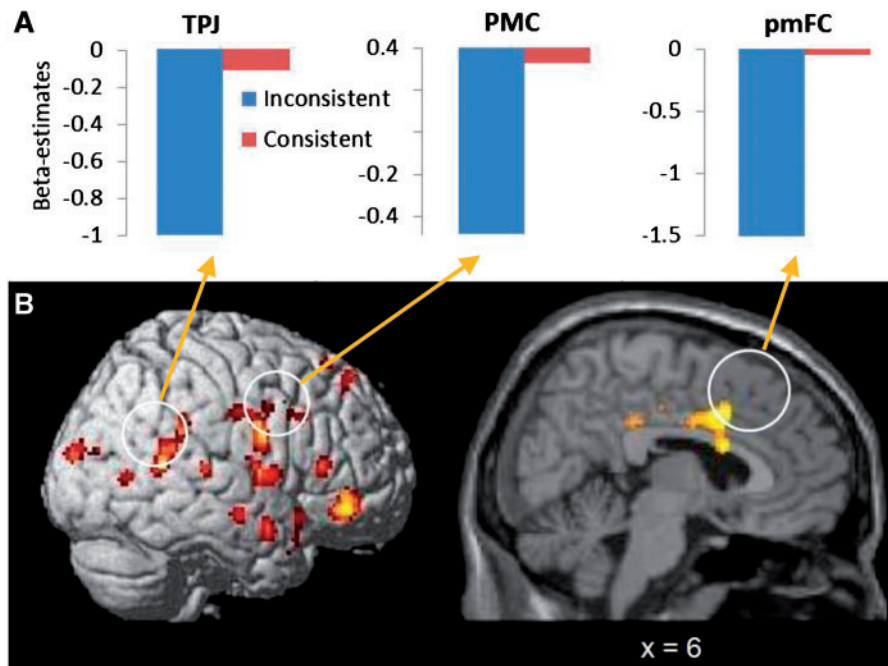 A
TPJ
PMC
pmFC
Beta-estimates
0
-0.2
-0.4
-0.6
-0.8
-1
Inconsistent
Consistent
0.4
-0.2
-0.4
0
-0.5
-1
-1.5
B
x = 6